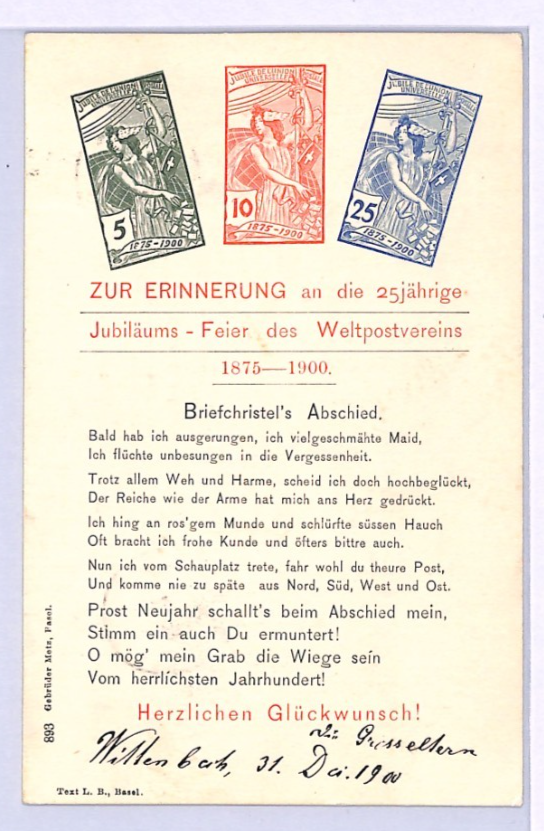 JUBILÉ DE L'UNION POSTALE
UNIVERSELLE
5
1875-1900
JUBILÉ DE L'UNION POSTALE
UNIVERSELLE
10
1875-1900
JUBILÉ DE L'UNION POSTALE
UNIVERSELLE
25
1875-1900
ZUR ERINNERUNG an die 25jährige
Jubiläums - Feier des Weltpostvereins
1875—1900.
Briefchristel's Abschied.
Bald hab ich ausgerungen, ich vielgeschmähte Maid,
Ich flüchte unbesungen in die Vergessenheit.
Trotz allem Weh und Harme, scheid ich doch hochbeglückt,
Der Reiche wie der Arme hat mich ans Herz gedrückt.
Ich hing an ros'gem Munde und schlürfte süssen Hauch
Oft bracht ich frohe Kunde und öfters bittre auch.
Nun ich vom Schauplatz trete, fahr wohl du theure Post,
Und komme nie zu späte aus Nord, Süd, West und Ost.
Prost Neujahr schallt's beim Abschied mein,
Stimm ein auch Du ermuntert!
O mög' mein Grab die Wiege sein
Vom herrlichsten Jahrhundert!
Herzlichen Glückwunsch!
Die Grosseltern
Wittenbach, 31. Dez. 1900
893 Gebrüder Metz, Basel.
Text L. B., Basel.